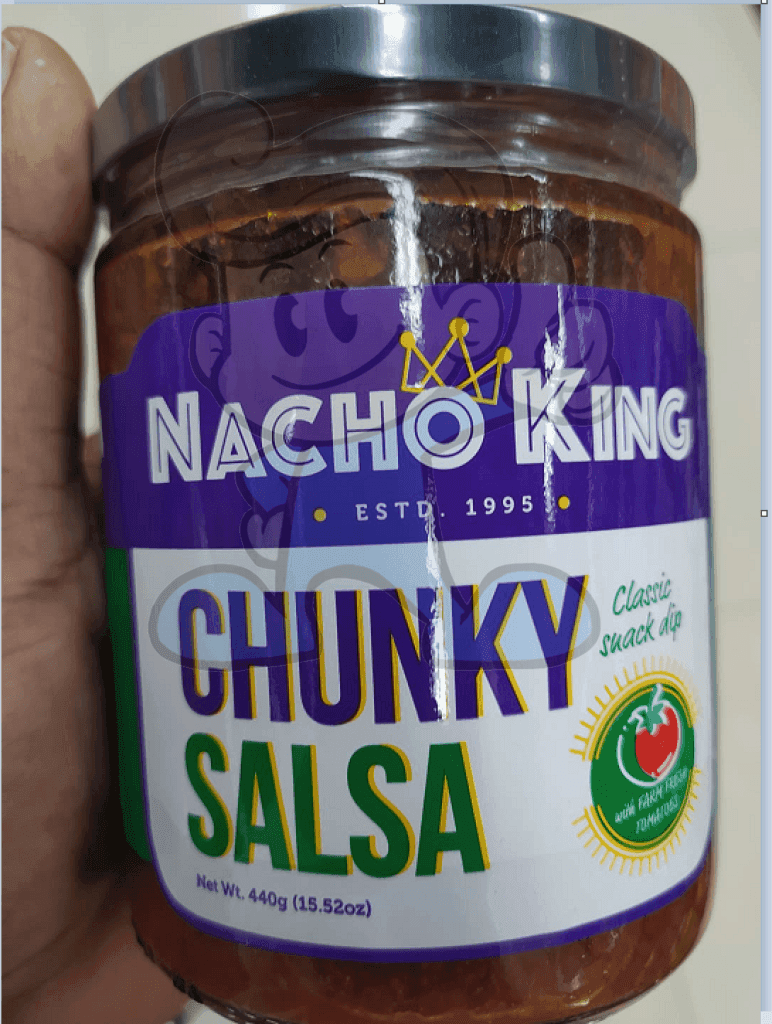 NACHO KING
ESTD. 1995
CHUNKY
SALSA
Classic
snack dip
with FARM FRESH
TOMATOES
Net Wt. 440g (15.52oz)